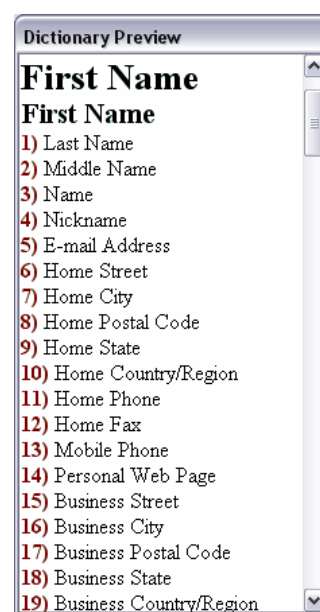 Dictionary Preview
First Name
First Name
1) Last Name
2) Middle Name
3) Name
4) Nickname
5) E-mail Address
6) Home Street
7) Home City
8) Home Postal Code
9) Home State
10) Home Country/Region
11) Home Phone
12) Home Fax
13) Mobile Phone
14) Personal Web Page
15) Business Street
16) Business City
17) Business Postal Code
18) Business State
19) Business Country/Region